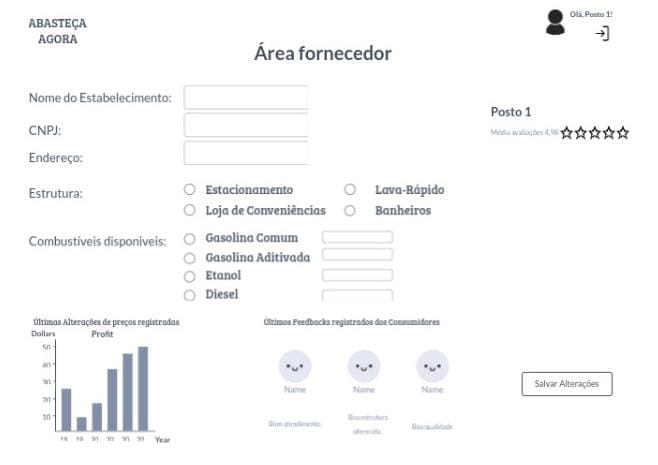 ABASTEÇA
AGORA
Olá, Posto 1!
Área fornecedor
Nome do Estabelecimento:
CNPJ:
Endereço:
Posto 1
Média avaliações 4,98
Estrutura:
Estacionamento
Lava-Rápido
Loja de Conveniências
Banheiros
Combustíveis disponiveis:
Gasolina Comum
Gasolina Aditivada
Etanol
Diesel
Últimas Alterações de preços registradas
Dollars
Profit
50
40
30
20
10
19 19 20 20 20 20 Year
Últimos Feedbacks registrados dos Consumidores
Name Name Name
Bom atendimento.
Boa estrutura
oferecida.
Boa qualidade
Salvar Alterações